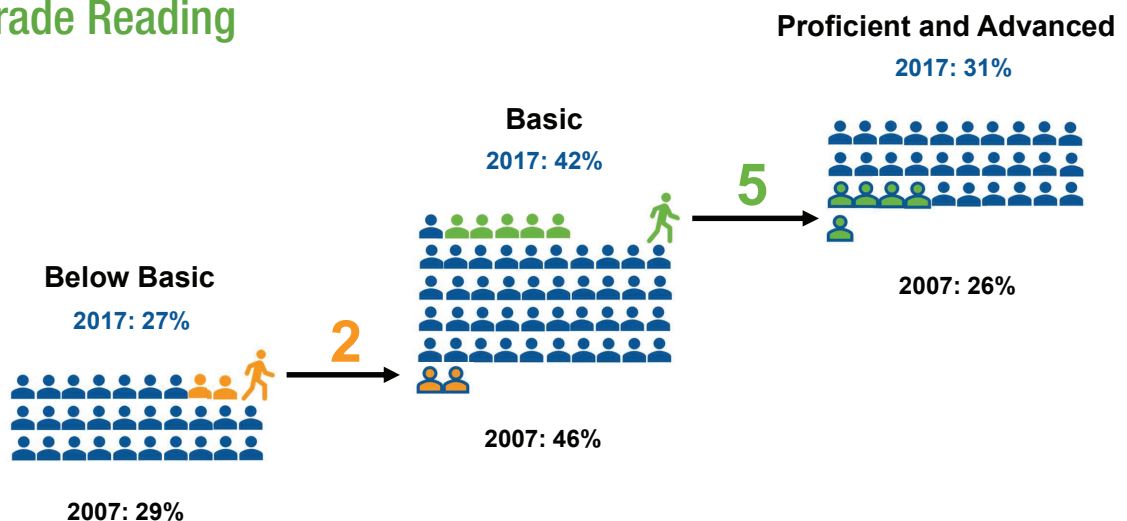 rade Reading
Proficient and Advanced
2017: 31%
Basic
2017: 42%
5
Below Basic
2017: 27%
2
2007: 26%
2007: 46%
2007: 29%